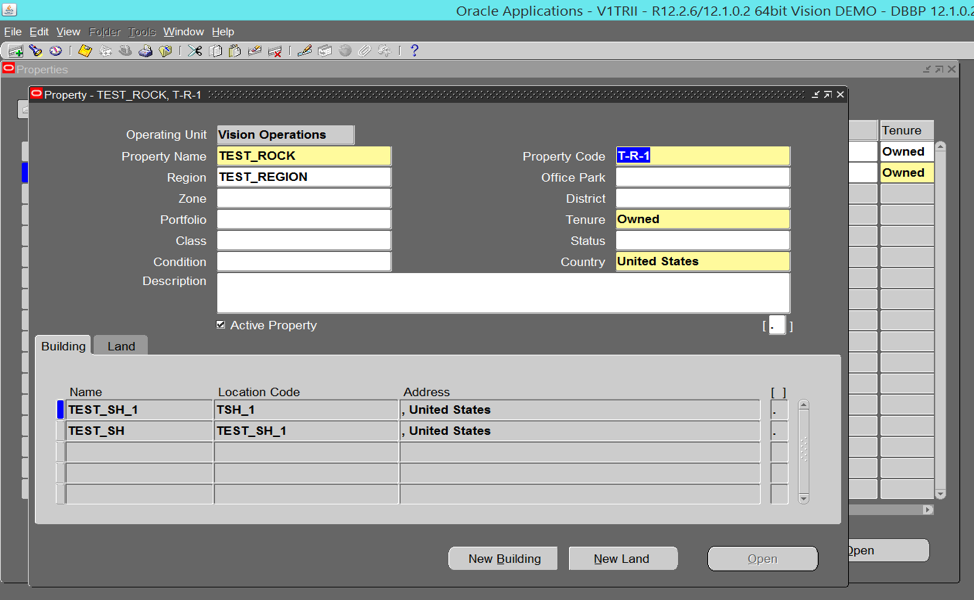 Oracle Applications - V1TRII - R12.2.6/12.1.0.2 64bit Vision DEMO - DBBP 12.1.0.2
File Edit View Folder Tools Window Help
Properties
Property - TEST_ROCK, T-R-1
Tenure
Owned
Owned
Operating Unit Vision Operations
Property Name TEST_ROCK Property Code T-R-1
Region TEST_REGION Office Park
Zone District
Portfolio Tenure Owned
Class Status
Condition Country United States
Description
Active Property [ . ]
Building Land
Name Location Code Address [ ]
TEST_SH_1 TSH_1 , United States .
TEST_SH TEST_SH_1 , United States .
New Building New Land Open
Open